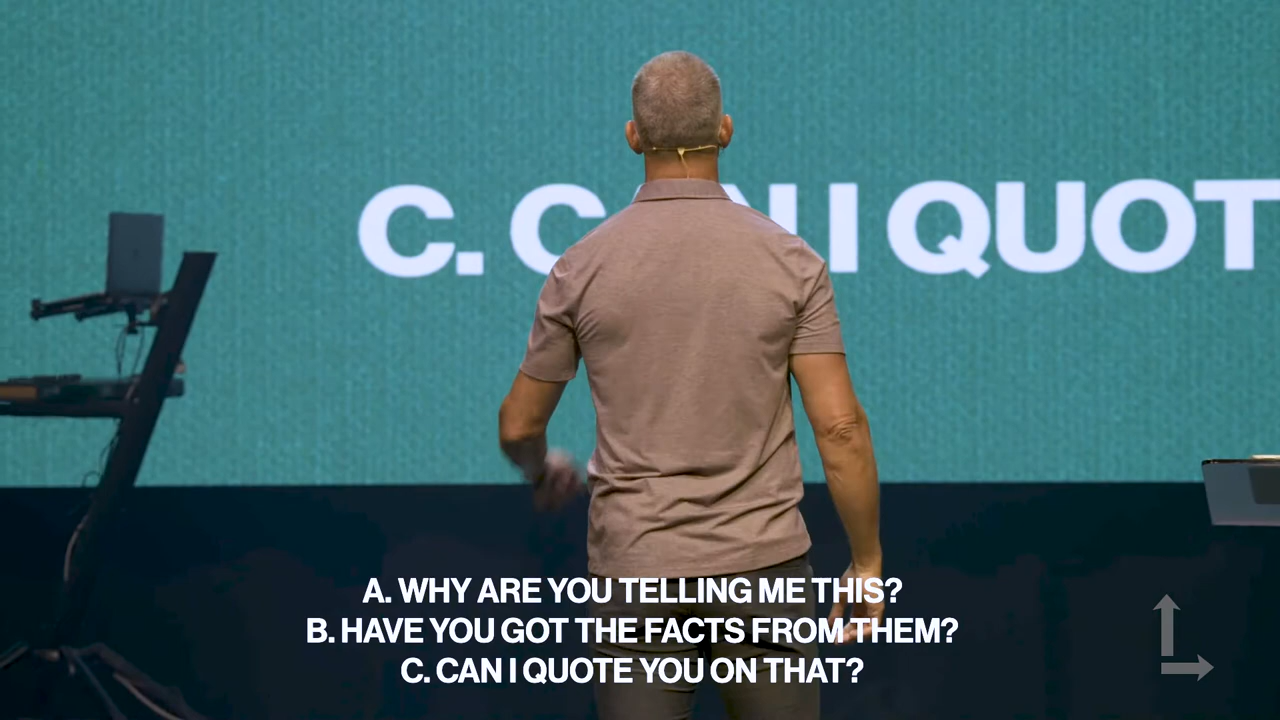 C. CAN I QUOT
A. WHY ARE YOU TELLING ME THIS?
B. HAVE YOU GOT THE FACTS FROM THEM?
C. CAN I QUOTE YOU ON THAT?